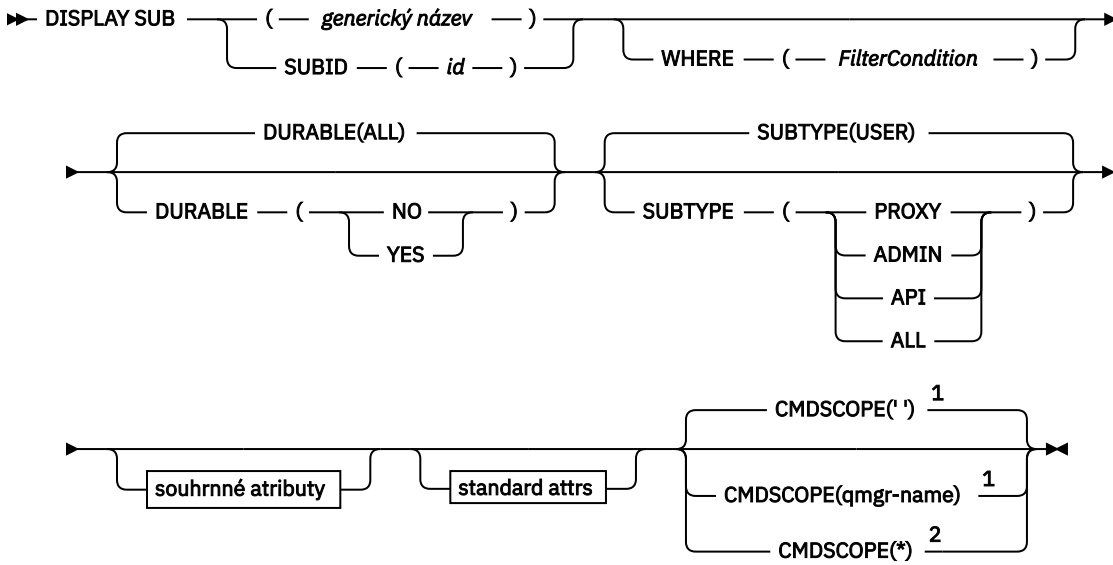 DISPLAY SUB ( generický název )
SUBID ( id )
WHERE ( FilterCondition )
DURABLE(ALL)
DURABLE ( NO )
YES
SUBTYPE(USER)
SUBTYPE ( PROXY )
ADMIN
API
ALL
souhrnné atributy
standard attrs
CMDSCOPE(' ') 1
CMDSCOPE(qmgr-name) 1
CMDSCOPE(*) 2